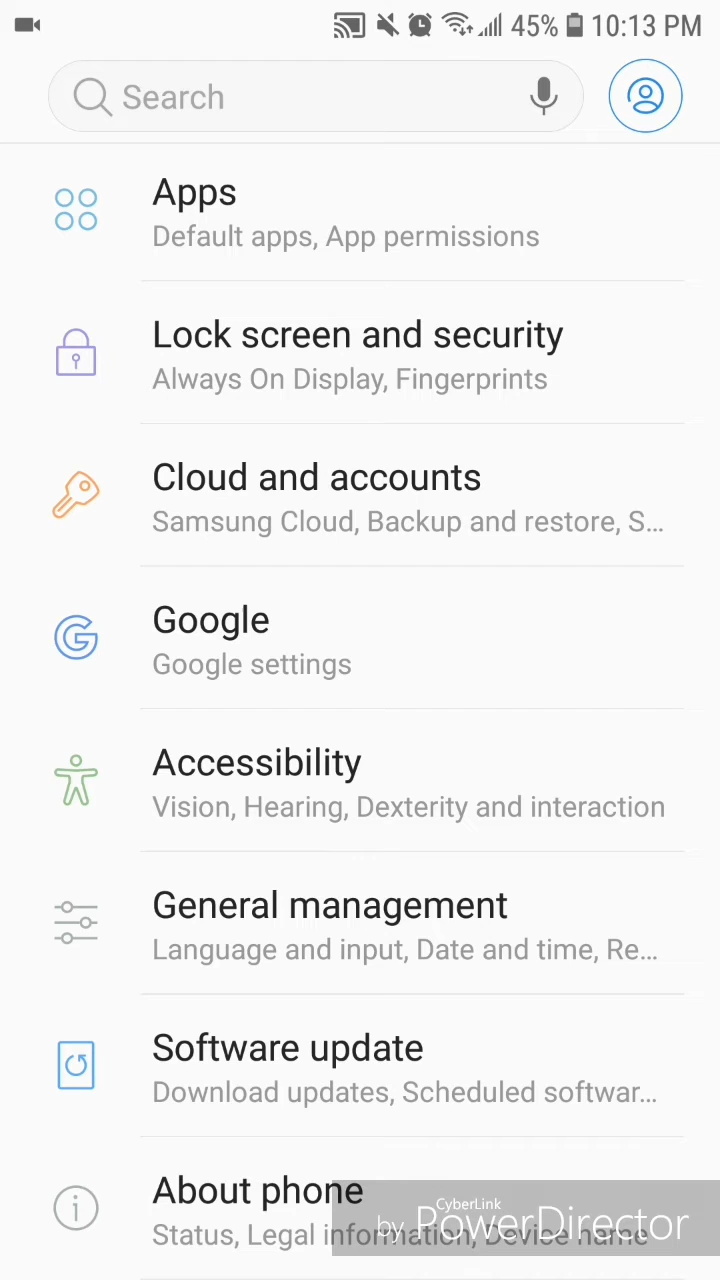 45% 10:13 PM
Search
Apps
Default apps, App permissions
Lock screen and security
Always On Display, Fingerprints
Cloud and accounts
Samsung Cloud, Backup and restore, S...
Google
Google settings
Accessibility
Vision, Hearing, Dexterity and interaction
General management
Language and input, Date and time, Re...
Software update
Download updates, Scheduled softwar...
About phone
Status, Legal information, Device name
CyberLink
by PowerDirector